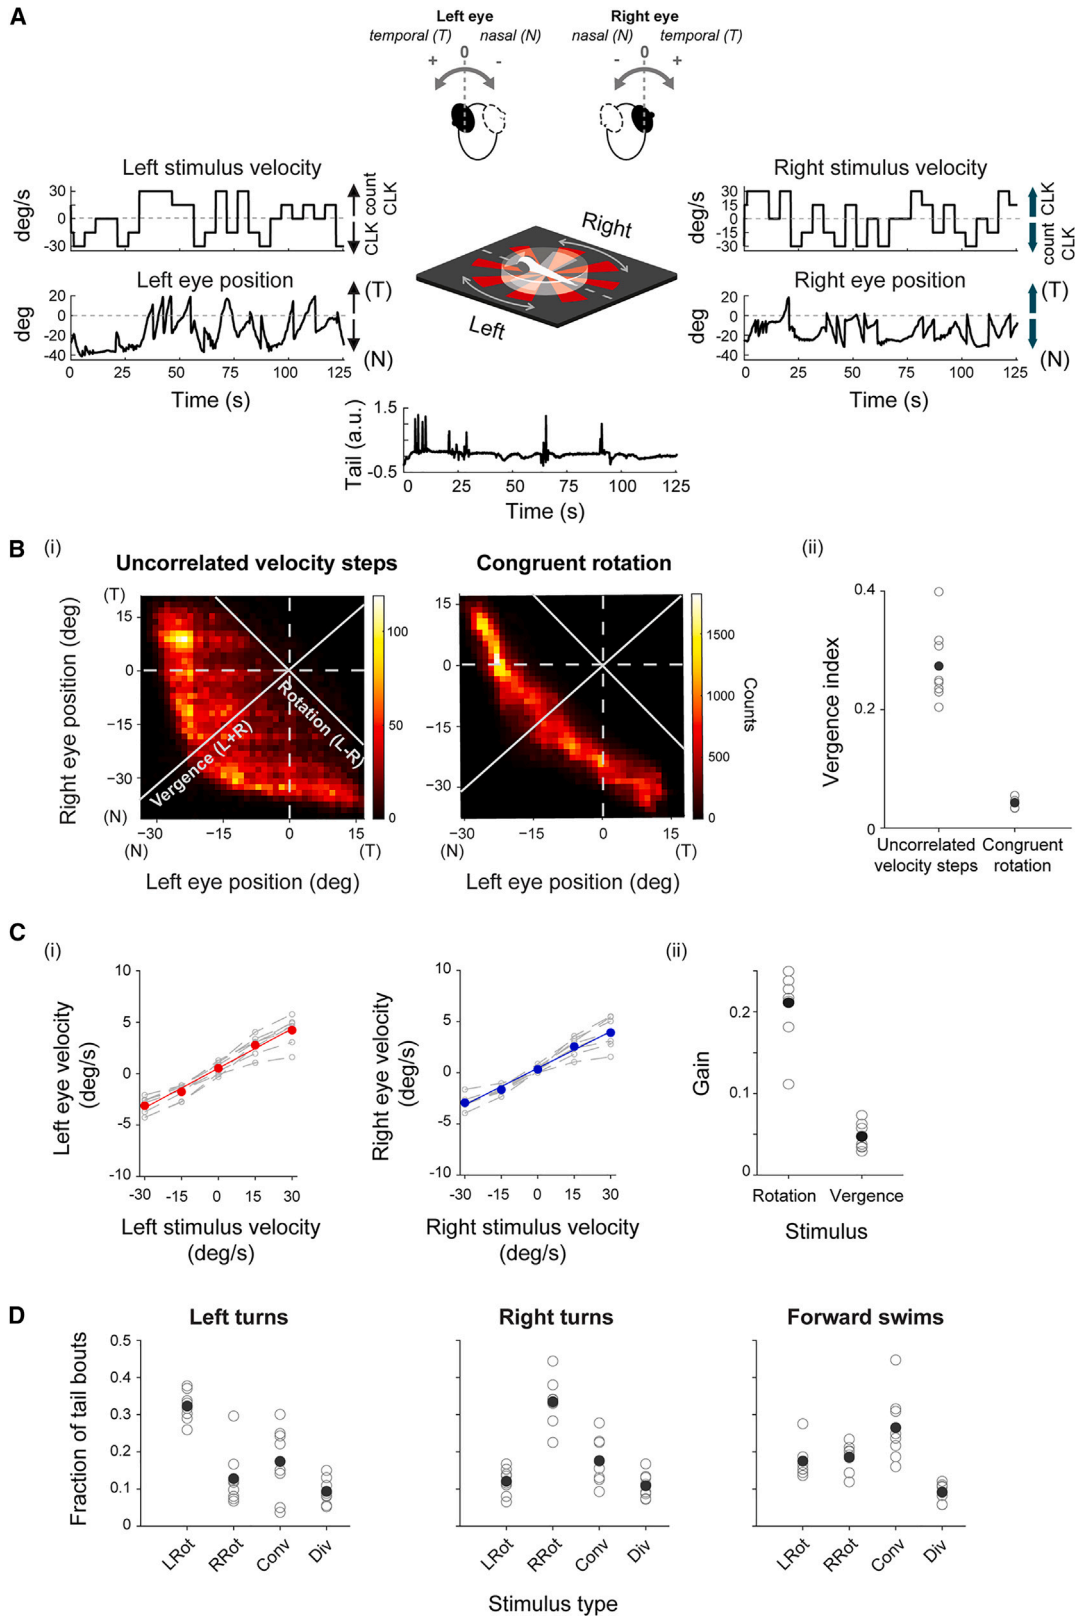 A
Left eye
Right eye
temporal (T)
nasal (N)
nasal (N)
temporal (T)
+
0
-
-
0
+
Left stimulus velocity
deg/s
30
0
-30
CLK
count
CLK
Left eye position
deg
20
0
-20
-40
(T)
(N)
0
25
50
75
100
125
Time (s)
Right
Left
Right stimulus velocity
deg/s
30
15
0
-15
-30
CLK
count
CLK
Right eye position
deg
20
0
-20
-40
(T)
(N)
0
25
50
75
100
125
Time (s)
Tail (a.u.)
1.5
-0.5
0
25
50
75
100
125
Time (s)
B
(i)
Uncorrelated velocity steps
Right eye position (deg)
(T)
15
0
−15
−30
(N)
Vergence (L+R)
Rotation (L-R)
−30
−15
0
15
(N)
(T)
Left eye position (deg)
100
50
0
Congruent rotation
15
0
−15
−30
−30
−15
0
15
(N)
(T)
Left eye position (deg)
1500
1000
500
0
Counts
(ii)
Vergence index
0.4
0.2
0
Uncorrelated
velocity steps
Congruent
rotation
C
(i)
Left eye velocity
(deg/s)
10
5
0
-5
-10
-30
-15
0
15
30
Left stimulus velocity
(deg/s)
Right eye velocity
(deg/s)
10
5
0
-5
-10
-30
-15
0
15
30
Right stimulus velocity
(deg/s)
(ii)
Gain
0.2
0.1
0
Rotation
Vergence
Stimulus
D
Left turns
Right turns
Forward swims
Fraction of tail bouts
0.5
0.4
0.3
0.2
0.1
0
LRot
RRot
Conv
Div
LRot
RRot
Conv
Div
LRot
RRot
Conv
Div
Stimulus type